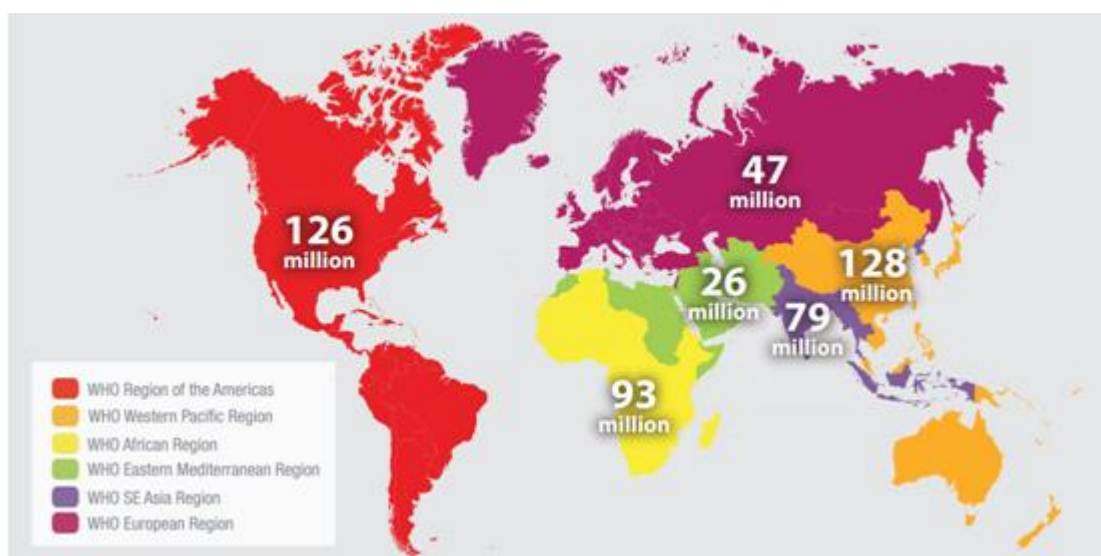 47
million
126
million
128
million
26
million
79
million
93
million
WHO Region of the Americas
WHO Western Pacific Region
WHO African Region
WHO Eastern Mediterranean Region
WHO SE Asia Region
WHO European Region